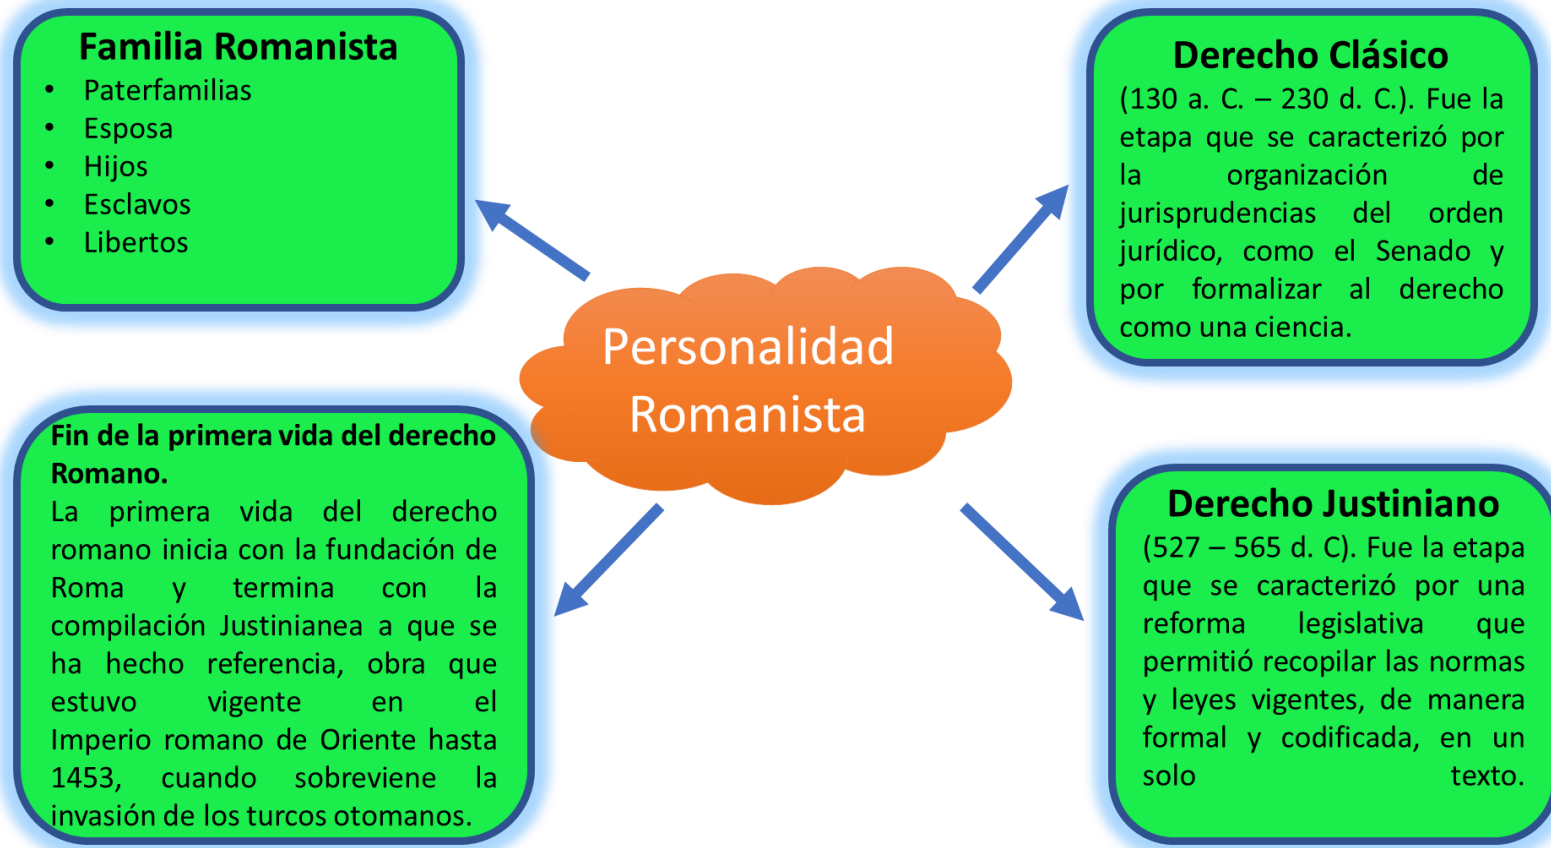 Familia Romanista
• Paterfamilias
• Esposa
• Hijos
• Esclavos
• Libertos
Derecho Clásico
(130 a. C. – 230 d. C.). Fue la
etapa que se caracterizó por
la organización de
jurisprudencias del orden
jurídico, como el Senado y
por formalizar al derecho
como una ciencia.
Personalidad
Romanista
Fin de la primera vida del derecho
Romano.
La primera vida del derecho
romano inicia con la fundación de
Roma y termina con la
compilación Justinianea a que se
ha hecho referencia, obra que
estuvo vigente en el
Imperio romano de Oriente hasta
1453, cuando sobreviene la
invasión de los turcos otomanos.
Derecho Justiniano
(527 – 565 d. C). Fue la etapa
que se caracterizó por una
reforma legislativa que
permitió recopilar las normas
y leyes vigentes, de manera
formal y codificada, en un
solo texto.